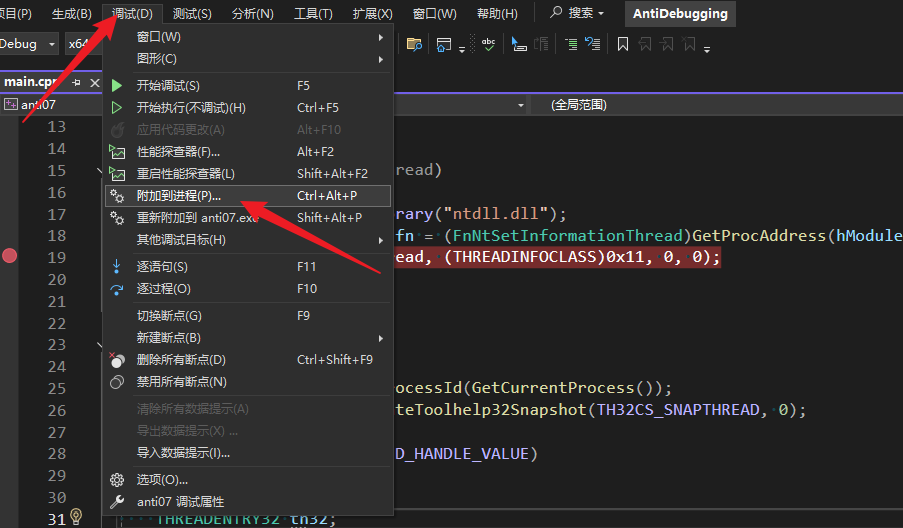 项目(P) 生成(B) 调试(D) 测试(S) 分析(N) 工具(T) 扩展(X) 窗口(W) 帮助(H) 搜索 AntiDebugging
Debug x64
main.cpp
anti07 (全局范围)
窗口(W)
图形(C)
开始调试(S) F5
开始执行(不调试)(H) Ctrl+F5
应用代码更改(A) Alt+F10
性能探查器(F)... Alt+F2
重启性能探查器(L) Shift+Alt+F2
附加到进程(P)... Ctrl+Alt+P
重新附加到 anti07.exe Shift+Alt+P
其他调试目标(H)
逐语句(S) F11
逐过程(O) F10
切换断点(G) F9
新建断点(B)
删除所有断点(D) Ctrl+Shift+F9
禁用所有断点(N)
清除所有数据提示(A)
导出数据提示(X) ...
导入数据提示(I)...
选项(O)...
anti07 调试属性
13
14
15 read)
16
17 rary("ntdll.dll");
18 fn = (FnNtSetInformationThread)GetProcAddress(hModule
19 read, (THREADINFOCLASS)0x11, 0, 0);
20
21
22
23
24
25 ocessId(GetCurrentProcess());
26 teToolhelp32Snapshot(TH32CS_SNAPTHREAD, 0);
27
28 D_HANDLE_VALUE)
29
30
31 THREADENTRY32 th32;